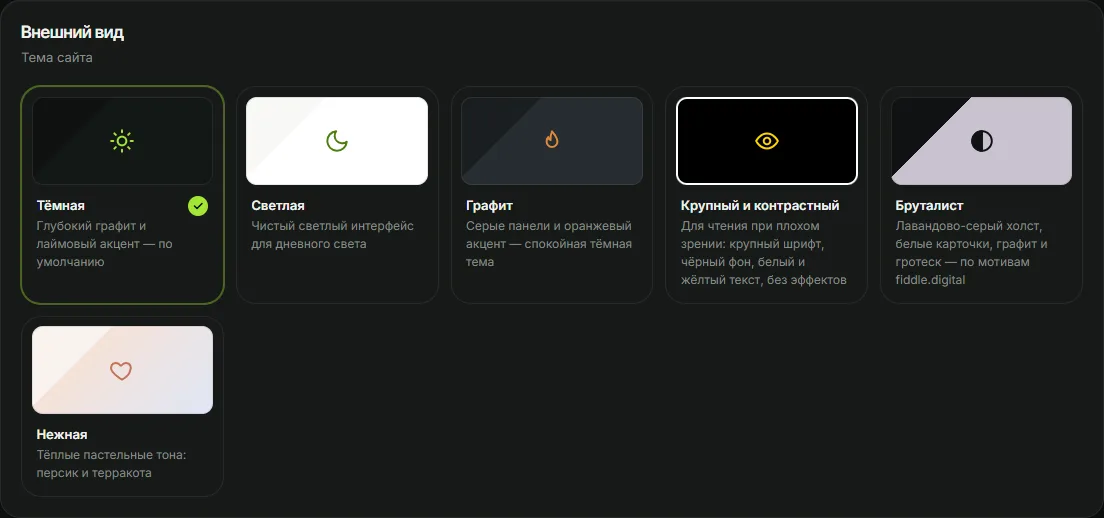 Внешний вид
Тема сайта
Тёмная
Глубокий графит и
лаймовый акцент — по
умолчанию
Светлая
Чистый светлый интерфейс
для дневного света
Графит
Серые панели и оранжевый
акцент — спокойная тёмная
тема
Крупный и контрастный
Для чтения при плохом
зрении: крупный шрифт,
чёрный фон, белый и
жёлтый текст, без эффектов
Бруталист
Лавандово-серый холст,
белые карточки, графит и
гротеск — по мотивам
fiddle.digital
Нежная
Тёплые пастельные тона:
персик и терракота